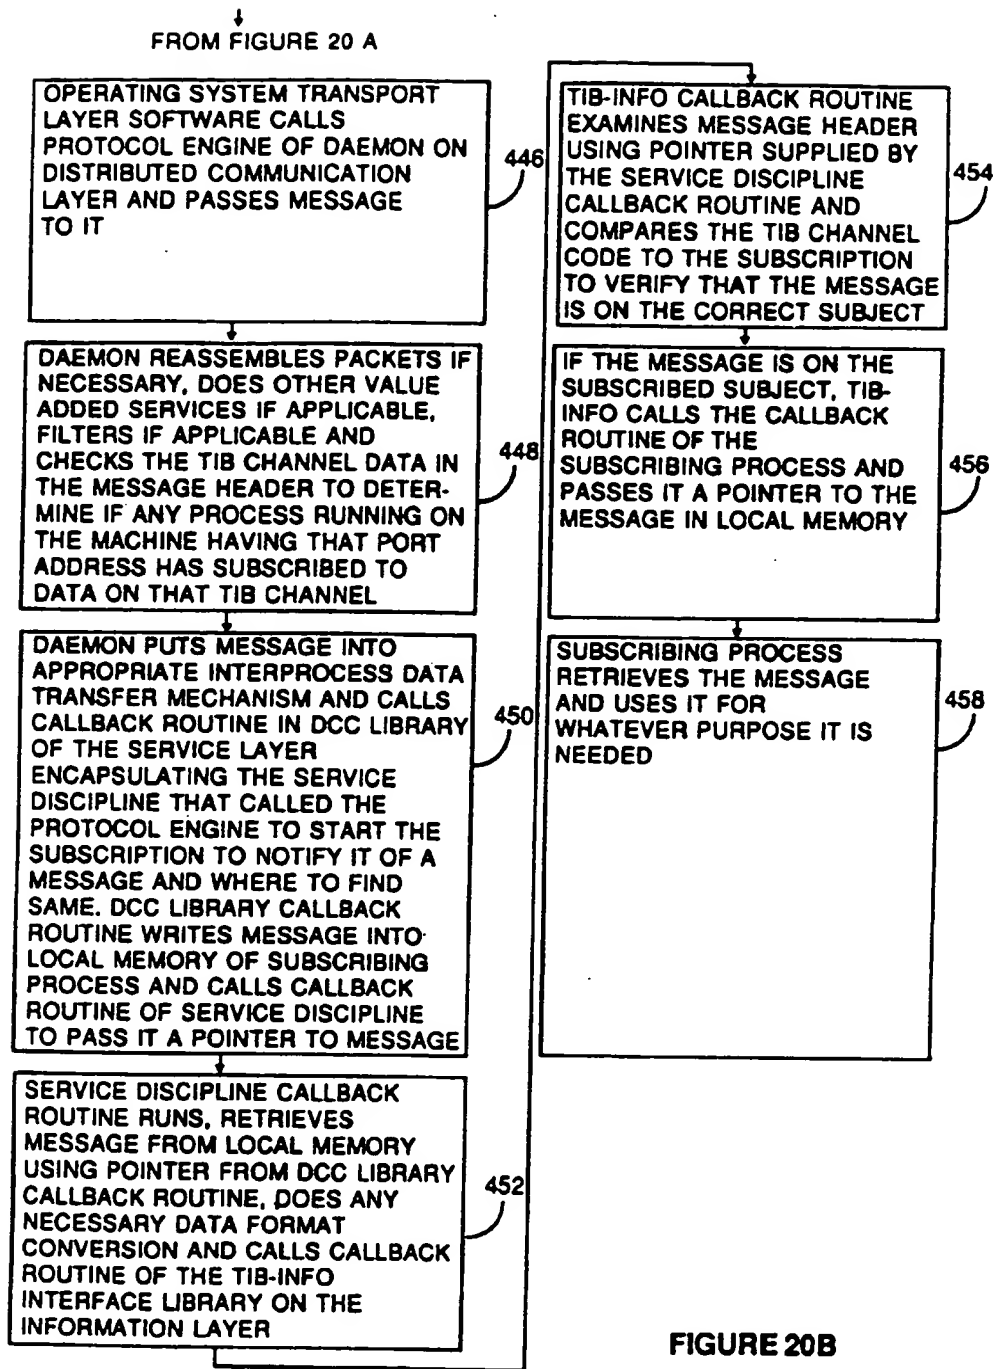 FROM FIGURE 20 A
OPERATING SYSTEM TRANSPORT
LAYER SOFTWARE CALLS
PROTOCOL ENGINE OF DAEMON ON
DISTRIBUTED COMMUNICATION
LAYER AND PASSES MESSAGE
TO IT
446
DAEMON REASSEMBLES PACKETS IF
NECESSARY, DOES OTHER VALUE
ADDED SERVICES IF APPLICABLE,
FILTERS IF APPLICABLE AND
CHECKS THE TIB CHANNEL DATA IN
THE MESSAGE HEADER TO DETER-
MINE IF ANY PROCESS RUNNING ON
THE MACHINE HAVING THAT PORT
ADDRESS HAS SUBSCRIBED TO
DATA ON THAT TIB CHANNEL
448
DAEMON PUTS MESSAGE INTO
APPROPRIATE INTERPROCESS DATA
TRANSFER MECHANISM AND CALLS
CALLBACK ROUTINE IN DCC LIBRARY
OF THE SERVICE LAYER
ENCAPSULATING THE SERVICE
DISCIPLINE THAT CALLED THE
PROTOCOL ENGINE TO START THE
SUBSCRIPTION TO NOTIFY IT OF A
MESSAGE AND WHERE TO FIND
SAME. DCC LIBRARY CALLBACK
ROUTINE WRITES MESSAGE INTO
LOCAL MEMORY OF SUBSCRIBING
PROCESS AND CALLS CALLBACK
ROUTINE OF SERVICE DISCIPLINE
TO PASS IT A POINTER TO MESSAGE
450
SERVICE DISCIPLINE CALLBACK
ROUTINE RUNS, RETRIEVES
MESSAGE FROM LOCAL MEMORY
USING POINTER FROM DCC LIBRARY
CALLBACK ROUTINE, DOES ANY
NECESSARY DATA FORMAT
CONVERSION AND CALLS CALLBACK
ROUTINE OF THE TIB-INFO
INTERFACE LIBRARY ON THE
INFORMATION LAYER
452
TIB-INFO CALLBACK ROUTINE
EXAMINES MESSAGE HEADER
USING POINTER SUPPLIED BY
THE SERVICE DISCIPLINE
CALLBACK ROUTINE AND
COMPARES THE TIB CHANNEL
CODE TO THE SUBSCRIPTION
TO VERIFY THAT THE MESSAGE
IS ON THE CORRECT SUBJECT
454
IF THE MESSAGE IS ON THE
SUBSCRIBED SUBJECT, TIB-
INFO CALLS THE CALLBACK
ROUTINE OF THE
SUBSCRIBING PROCESS AND
PASSES IT A POINTER TO THE
MESSAGE IN LOCAL MEMORY
456
SUBSCRIBING PROCESS
RETRIEVES THE MESSAGE
AND USES IT FOR
WHATEVER PURPOSE IT IS
NEEDED
458
FIGURE 20B